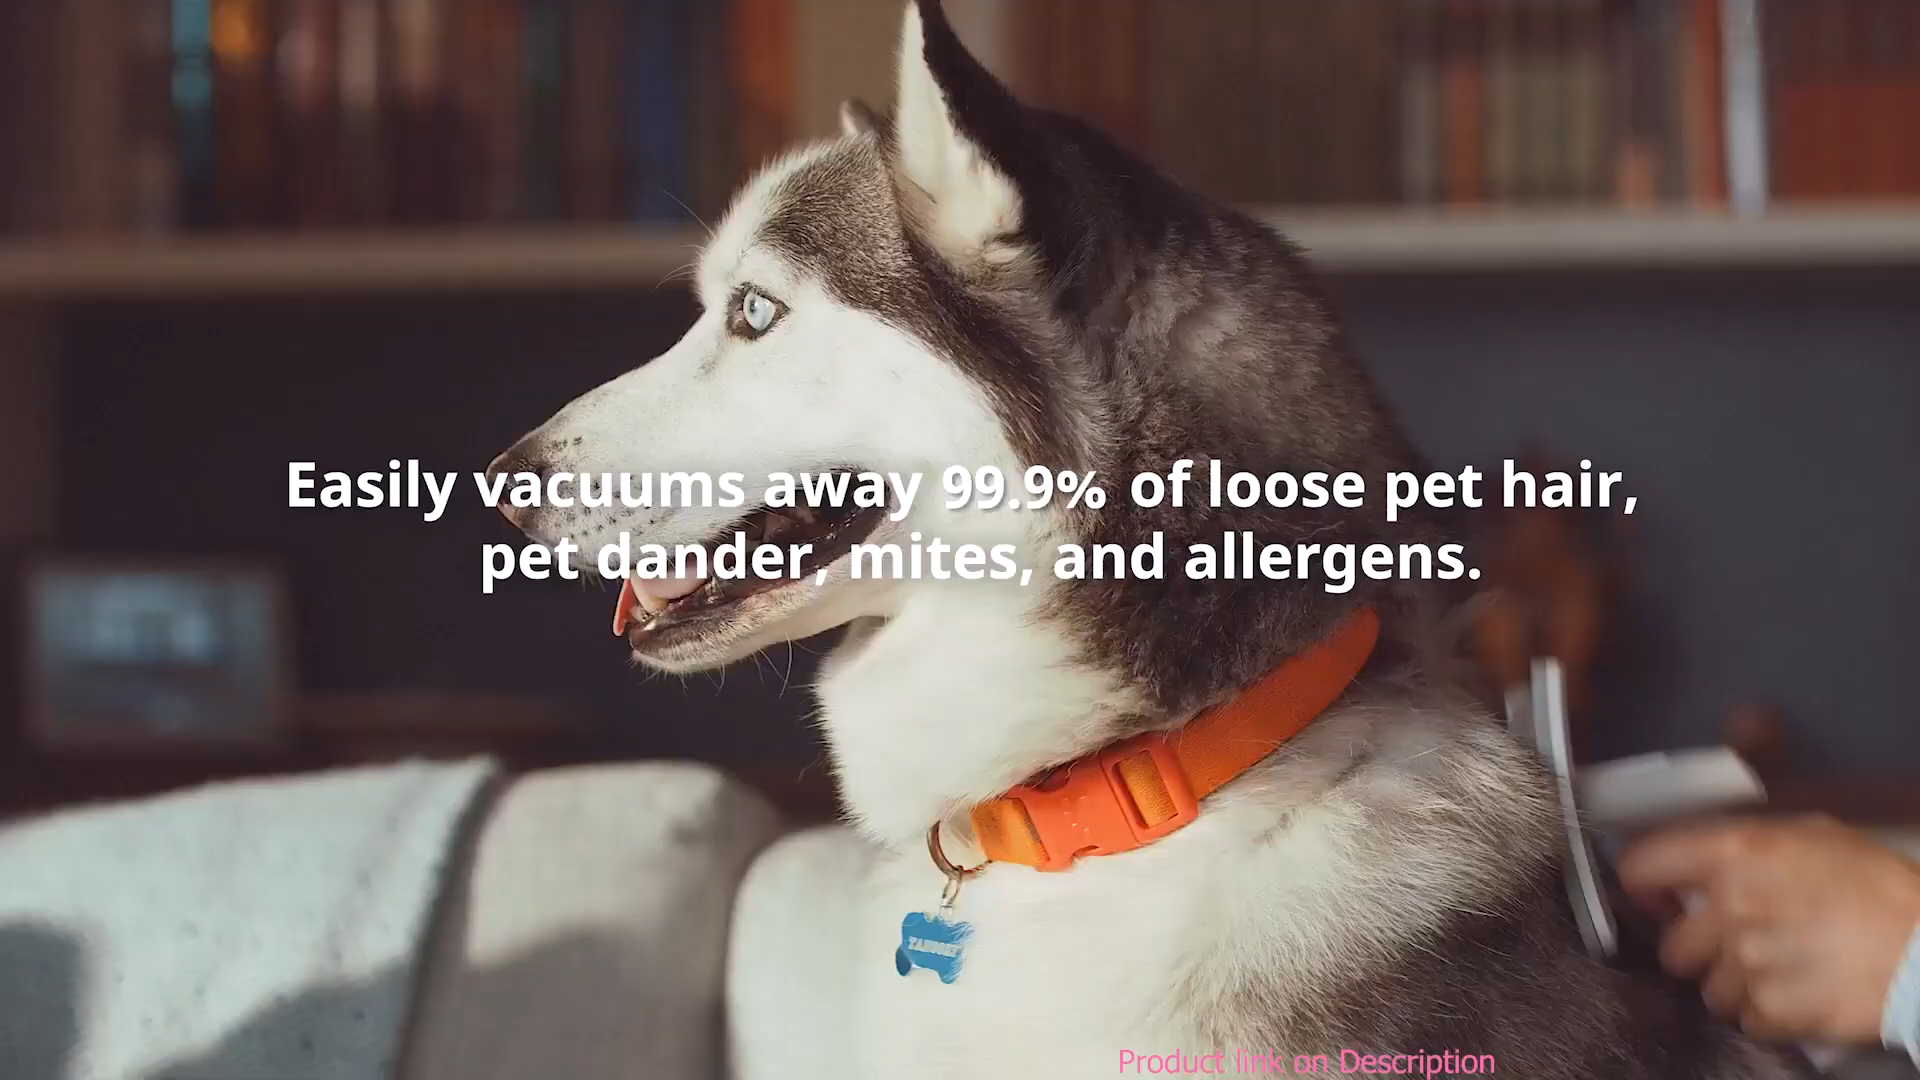 Easily vacuums away 99.9% of loose pet hair,
pet dander, mites, and allergens.
Product link on Description